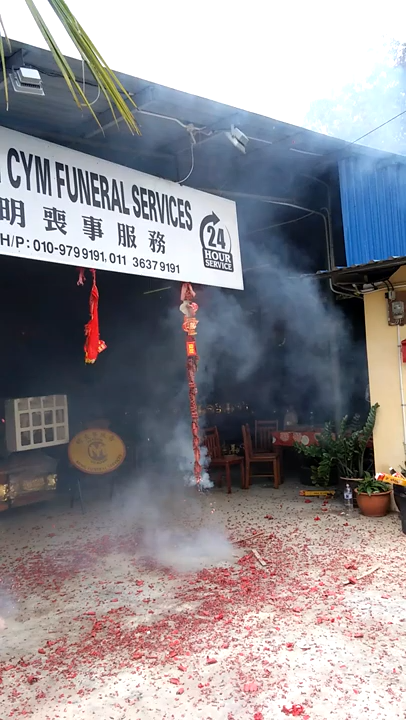 CYM FUNERAL SERVICES
明 喪 事 服 務
H/P: 010-979 9191, 011 3637 9191
24
HOUR
SERVICE